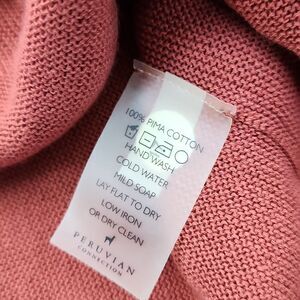 100% PIMA COTTON
HAND WASH
COLD WATER
MILD SOAP
LAY FLAT TO DRY
LOW IRON
OR DRY CLEAN
PERUVIAN
CONNECTION